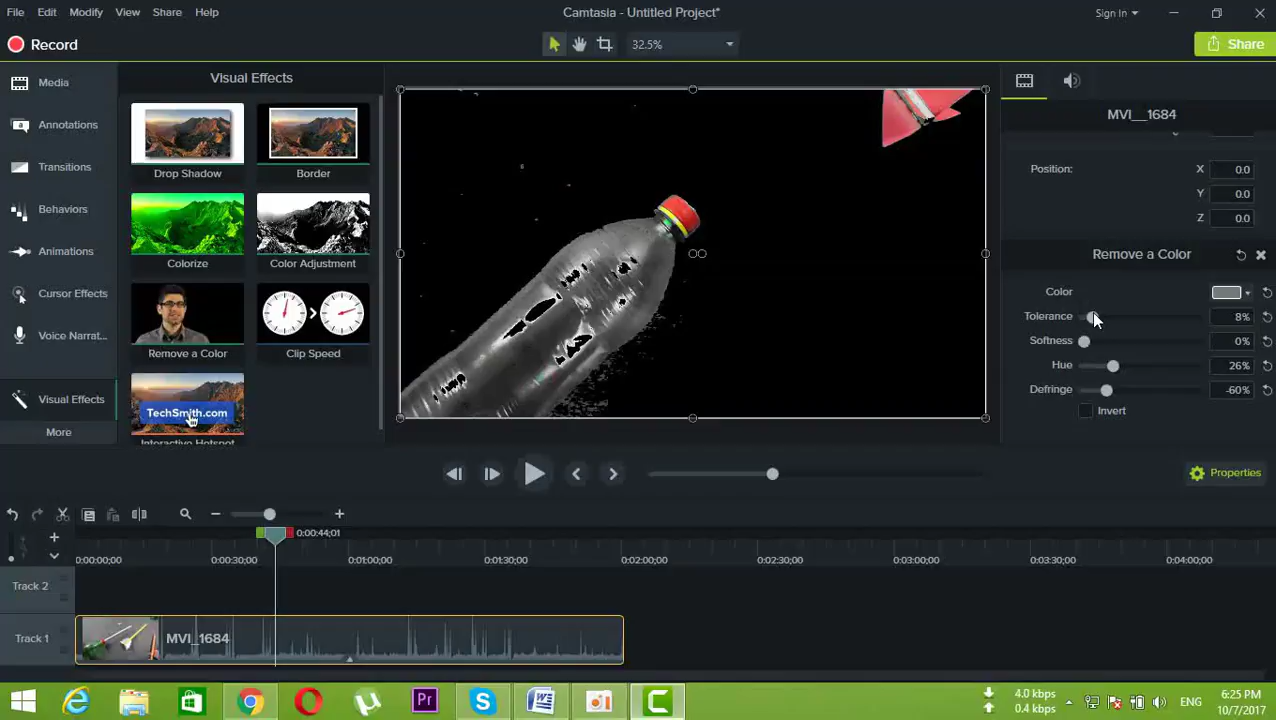 File Edit Modify View Share Help
Camtasia - Untitled Project*
Sign In
Record
32.5%
Share
Media
Annotations
Transitions
Behaviors
Animations
Cursor Effects
Voice Narrat...
Visual Effects
More
Visual Effects
Drop Shadow
Border
Colorize
Color Adjustment
Remove a Color
Clip Speed
TechSmith.com
Interactive Hotspot
MVI__1684
Position:
X 0.0
Y 0.0
Z 0.0
Remove a Color
Color
Tolerance 8%
Softness 0%
Hue 26%
Defringe -60%
Invert
Properties
0:00:44;01
0:00:00;00 0:00:30;00 0:01:00;00 0:01:30;00 0:02:00;00 0:02:30;00 0:03:00;00 0:03:30;00 0:04:00;00
Track 2
Track 1
MVI_1684
Pr
4.0 kbps
0.4 kbps
ENG
6:25 PM
10/7/2017